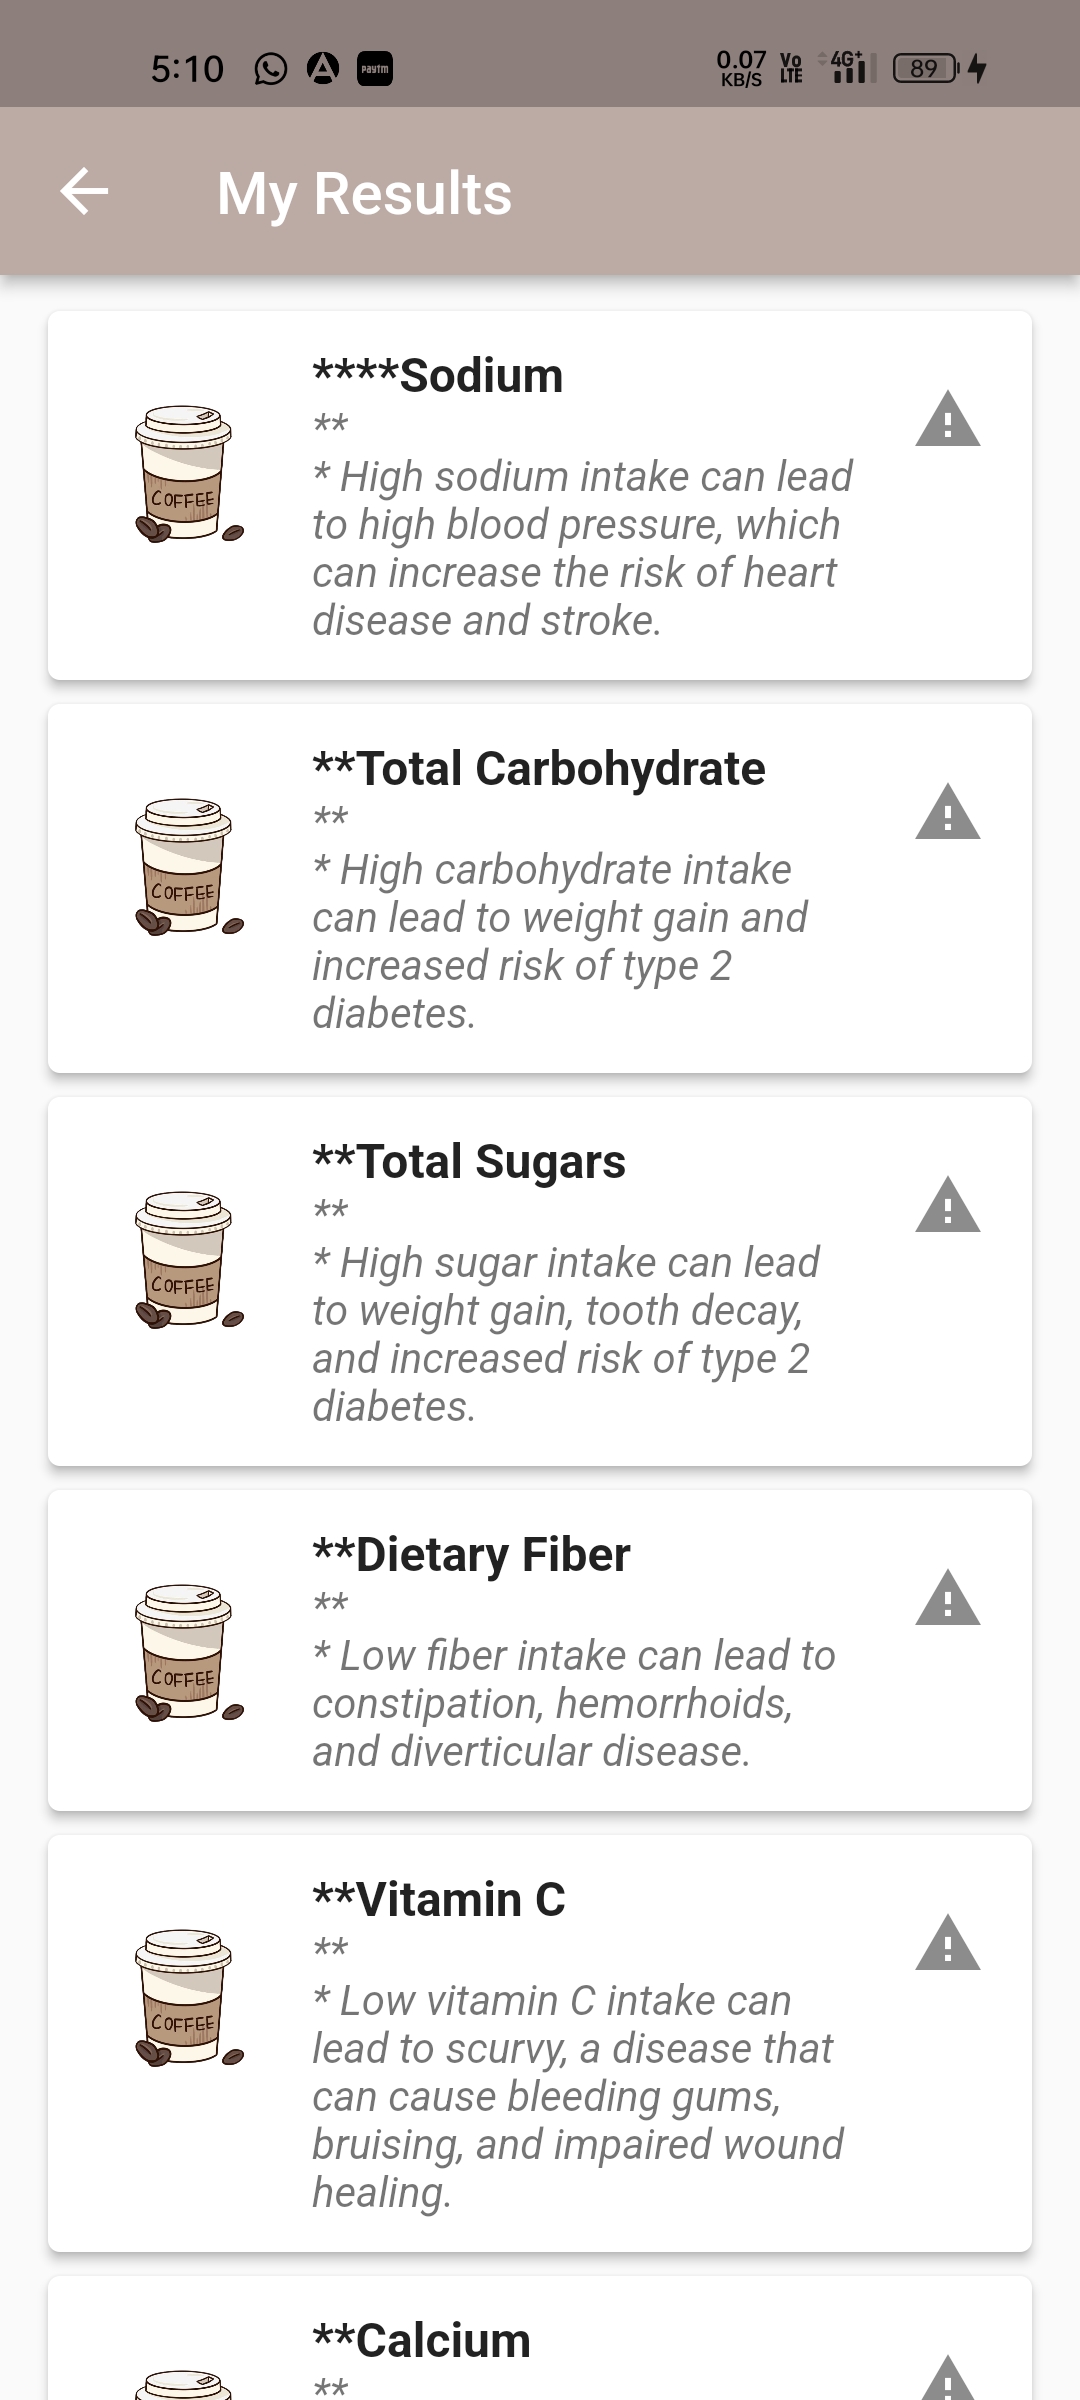 5:10 paytm 0.07 KB/S Vo LTE 4G+ 89
My Results
****Sodium
**
* High sodium intake can lead
to high blood pressure, which
can increase the risk of heart
disease and stroke.
COFFEE
**Total Carbohydrate
**
* High carbohydrate intake
can lead to weight gain and
increased risk of type 2
diabetes.
COFFEE
**Total Sugars
**
* High sugar intake can lead
to weight gain, tooth decay,
and increased risk of type 2
diabetes.
COFFEE
**Dietary Fiber
**
* Low fiber intake can lead to
constipation, hemorrhoids,
and diverticular disease.
COFFEE
**Vitamin C
**
* Low vitamin C intake can
lead to scurvy, a disease that
can cause bleeding gums,
bruising, and impaired wound
healing.
COFFEE
**Calcium
**